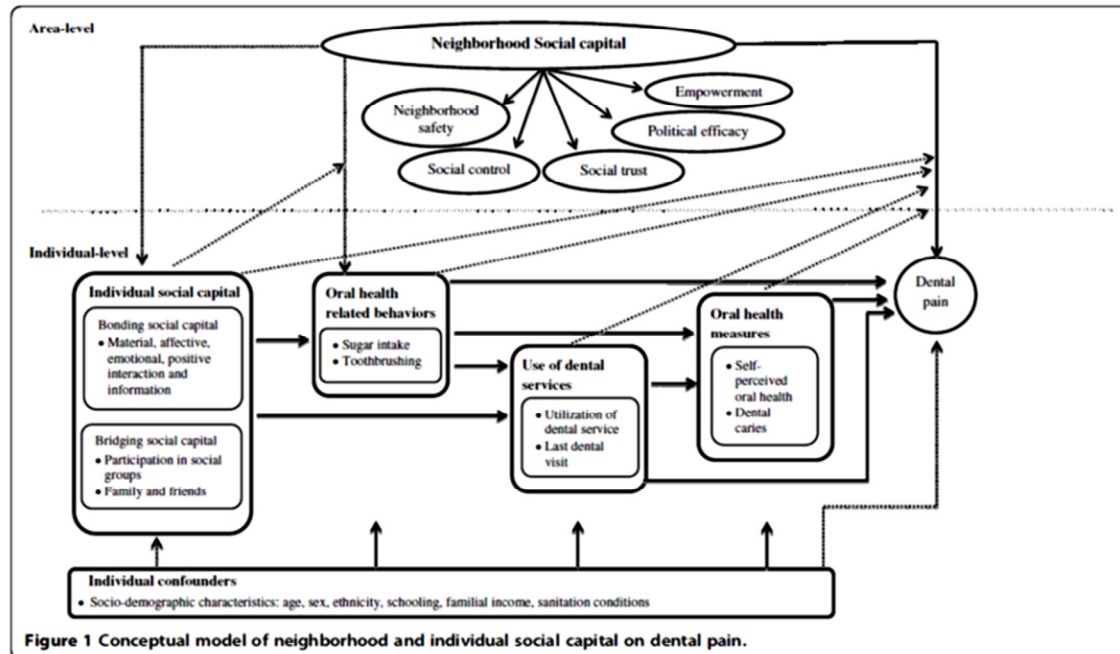 Area-level
Neighborhood Social capital
Empowerment
Neighborhood
safety
Political efficacy
Social control
Social trust
Individual-level
Individual social capital
Bonding social capital
• Material, affective,
emotional, positive
interaction and
information
Bridging social capital
• Participation in social
groups
• Family and friends
Oral health
related behaviors
• Sugar intake
• Toothbrushing
Use of dental
services
• Utilization of
dental service
• Last dental
visit
Oral health
measures
• Self-
perceived
oral health
• Dental
caries
Dental
pain
Individual confounders
• Socio-demographic characteristics: age, sex, ethnicity, schooling, familial income, sanitation conditions
Figure 1 Conceptual model of neighborhood and individual social capital on dental pain.